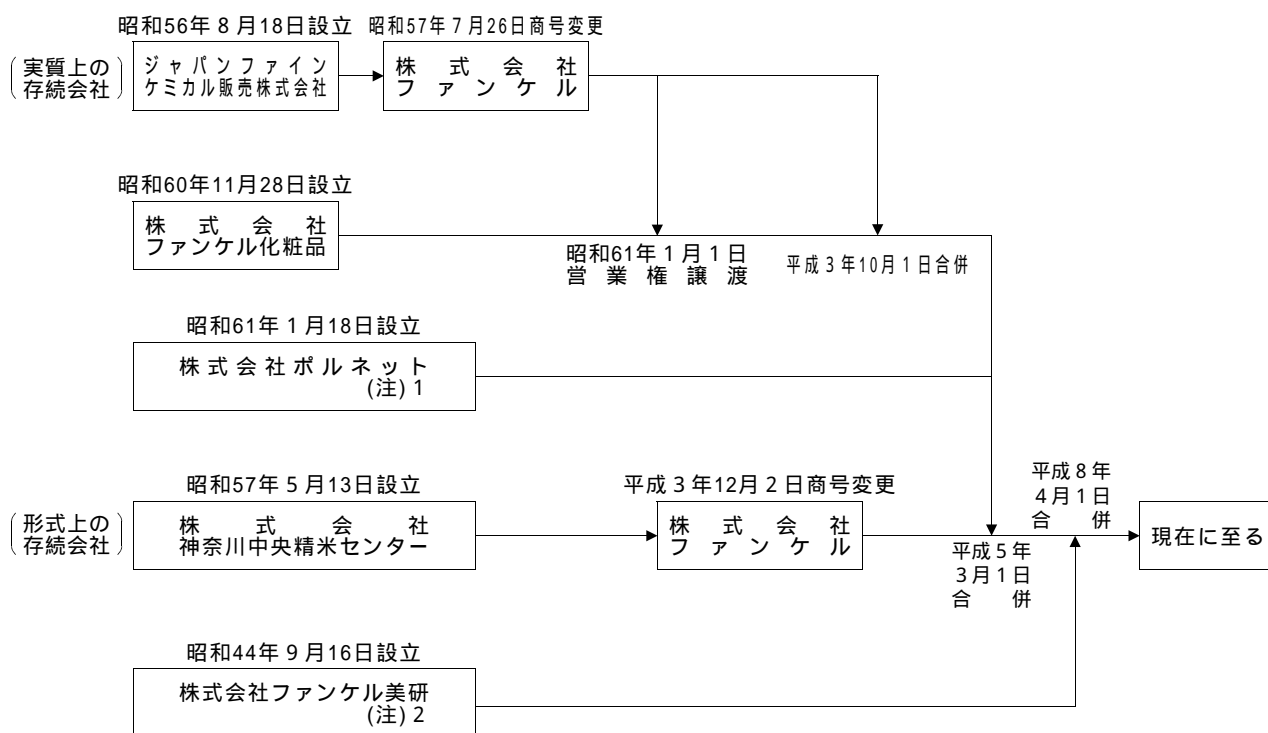 昭和56年8月18日設立
昭和57年7月26日商号変更
(実質上の
存続会社)
ジャパンファイン
ケミカル販売株式会社
株式会社
ファンケル
昭和60年11月28日設立
株式会社
ファンケル化粧品
昭和61年1月1日
営業権譲渡
平成3年10月1日合併
昭和61年1月18日設立
株式会社ポルネット
(注)1
昭和57年5月13日設立
平成3年12月2日商号変更
平成8年
4月1日
合併
(形式上の
存続会社)
株式会社
神奈川中央精米センター
株式会社
ファンケル
現在に至る
平成5年
3月1日
合併
昭和44年9月16日設立
株式会社ファンケル美研
(注)2